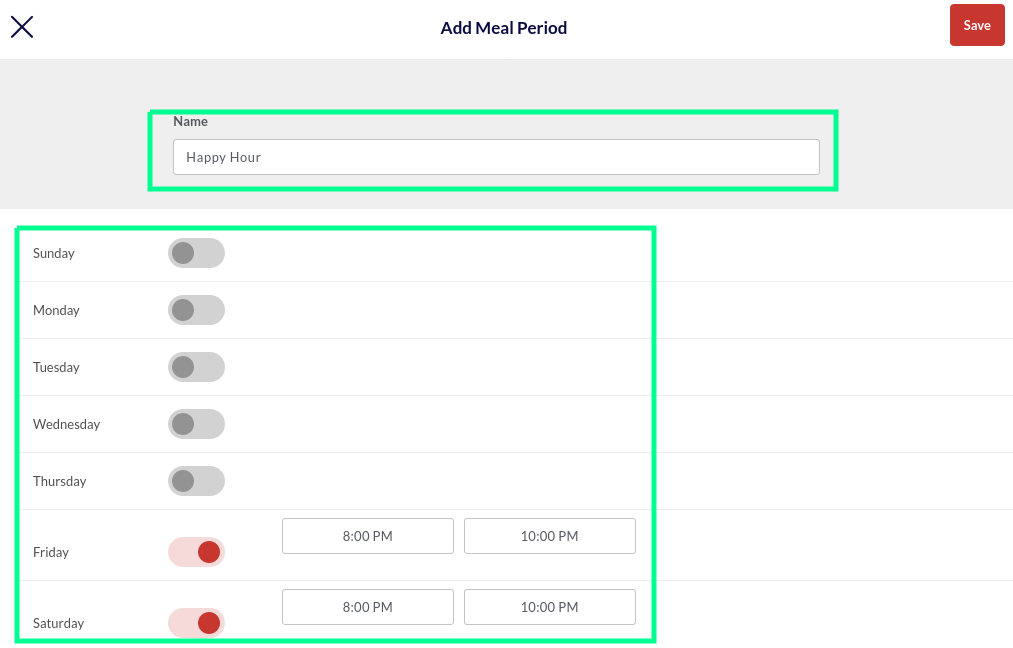 Add Meal Period
Save
Name
Happy Hour
Sunday
Monday
Tuesday
Wednesday
Thursday
Friday 8:00 PM 10:00 PM
Saturday 8:00 PM 10:00 PM